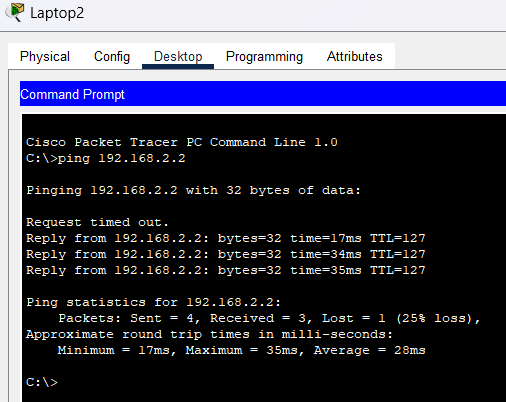 Laptop2
Physical Config Desktop Programming Attributes
Command Prompt
Cisco Packet Tracer PC Command Line 1.0
C:\>ping 192.168.2.2
Pinging 192.168.2.2 with 32 bytes of data:
Request timed out.
Reply from 192.168.2.2: bytes=32 time=17ms TTL=127
Reply from 192.168.2.2: bytes=32 time=34ms TTL=127
Reply from 192.168.2.2: bytes=32 time=35ms TTL=127
Ping statistics for 192.168.2.2:
    Packets: Sent = 4, Received = 3, Lost = 1 (25% loss),
Approximate round trip times in milli-seconds:
    Minimum = 17ms, Maximum = 35ms, Average = 28ms
C:\>